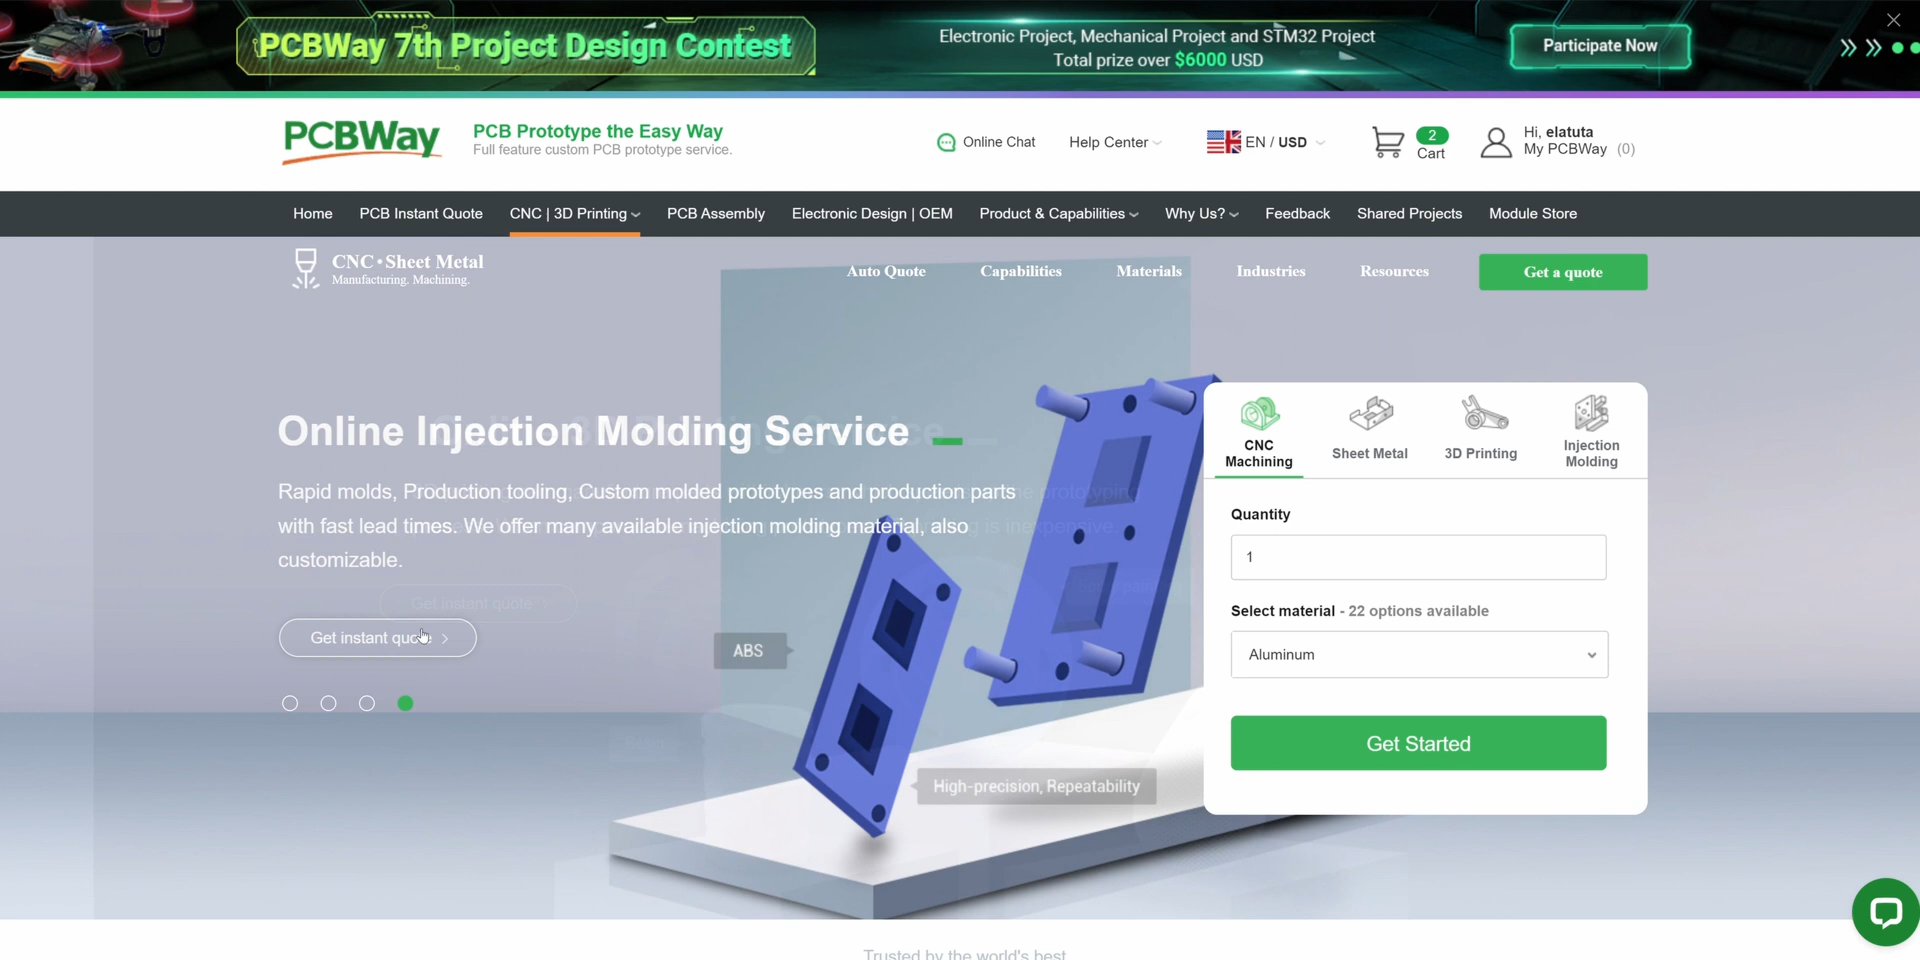 PCBWay 7th Project Design Contest
Electronic Project, Mechanical Project and STM32 Project
Total prize over $6000 USD
Participate Now
PCBWay
PCB Prototype the Easy Way
Full feature custom PCB prototype service.
Online Chat
Help Center
EN / USD
2
Cart
Hi, elatuta
My PCBWay (0)
Home
PCB Instant Quote
CNC | 3D Printing
PCB Assembly
Electronic Design | OEM
Product & Capabilities
Why Us?
Feedback
Shared Projects
Module Store
CNC•Sheet Metal
Manufacturing. Machining.
Auto Quote
Capabilities
Materials
Industries
Resources
Get a quote
Online Injection Molding Service
Rapid molds, Production tooling, Custom molded prototypes and production parts
with fast lead times. We offer many available injection molding material, also
customizable.
Get instant quote
Get instant quote
ABS
High-precision, Repeatability
CNC
Machining
Sheet Metal
3D Printing
Injection
Molding
Quantity
1
Select material - 22 options available
Aluminum
Get Started
Trusted by the world's best